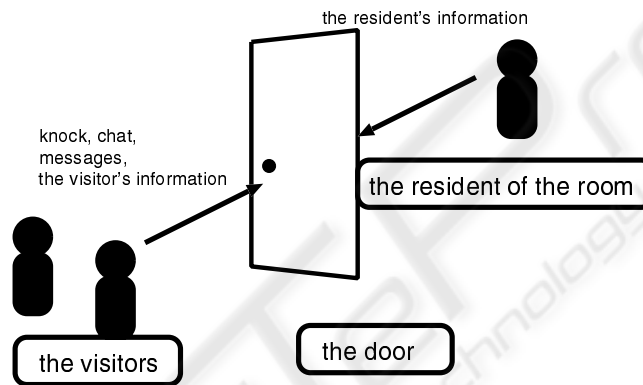 the resident's information
knock, chat,
messages,
the visitor's information
the resident of the room
the door
the visitors